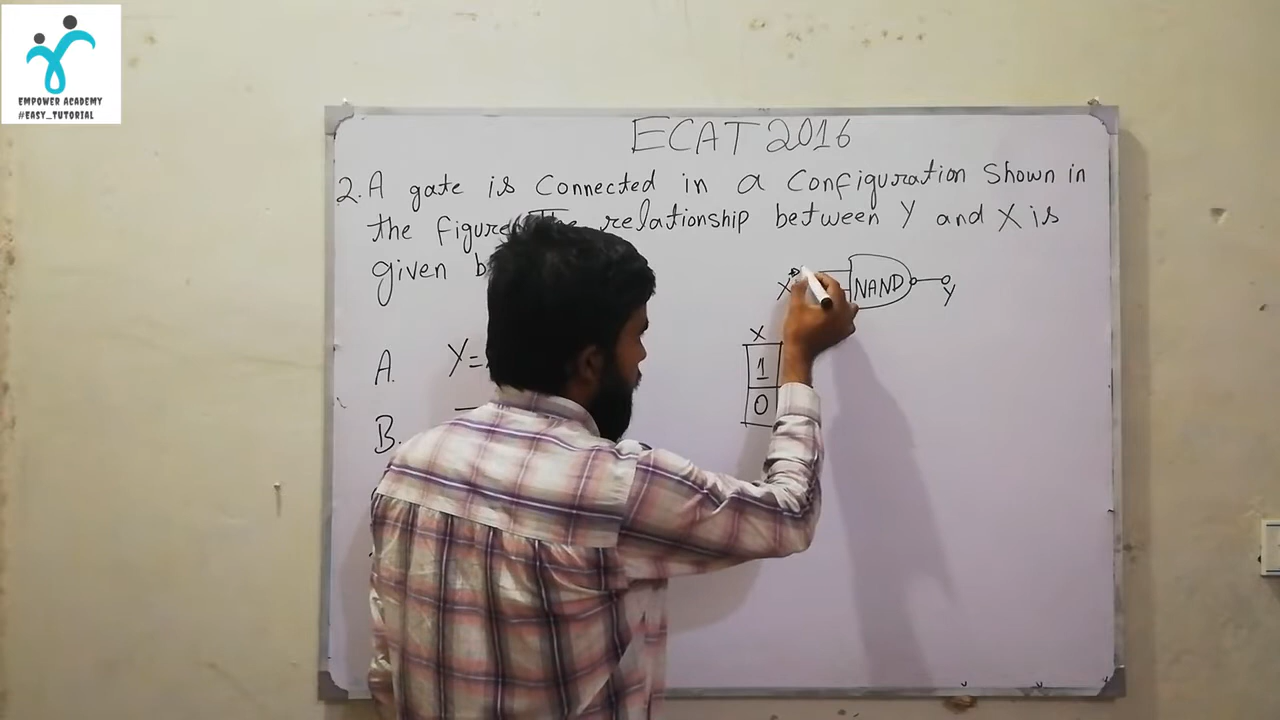 EMPOWER ACADEMY
#EASY_TUTORIAL
ECAT 2016
2. A gate is Connected in a Configuration Shown in
the figure The relationship between Y and X is
given b
X NAND Y
X
A. Y= 1
B. 0